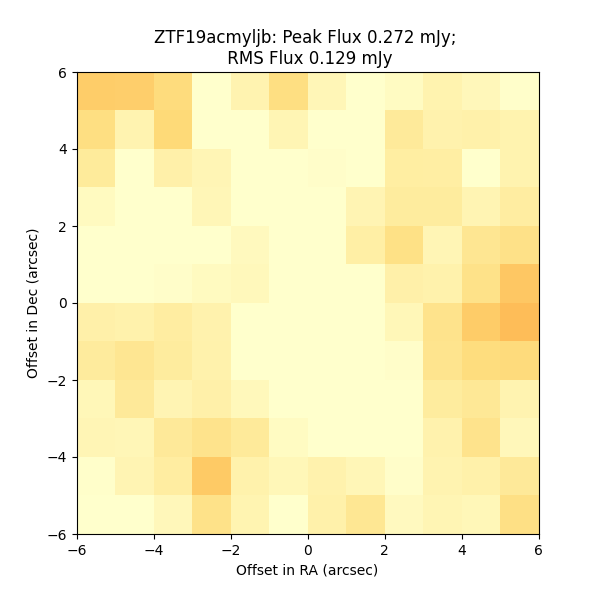 ZTF19acmyljb: Peak Flux 0.272 mJy;
RMS Flux 0.129 mJy
6
4
2
0
−2
−4
−6
Offset in Dec (arcsec)
−6 −4 −2 0 2 4 6
Offset in RA (arcsec)